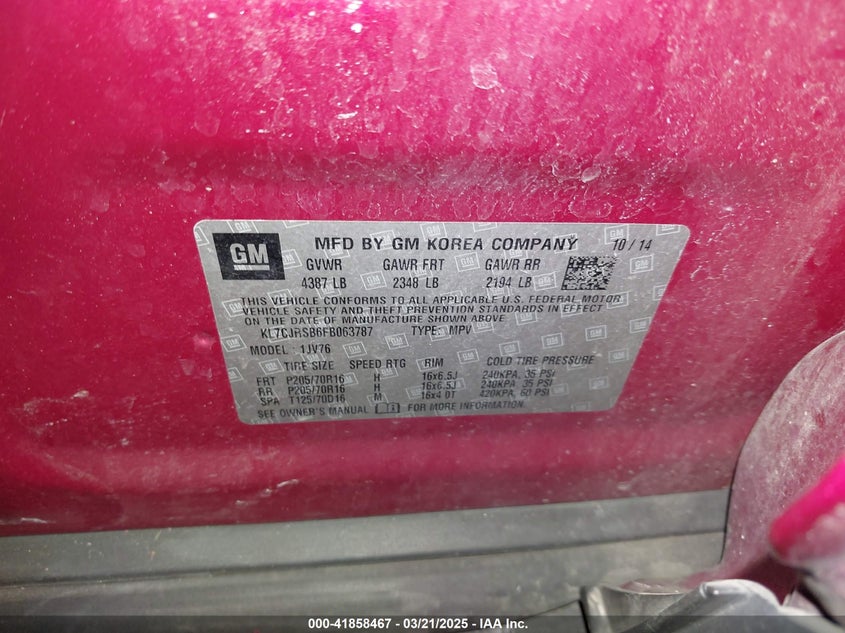 GM MFD BY GM KOREA COMPANY 10/14
GVWR GAWR FRT GAWR RR
4387 LB 2348 LB 2194 LB
THIS VEHICLE CONFORMS TO ALL APPLICABLE U.S. FEDERAL MOTOR
VEHICLE SAFETY AND THEFT PREVENTION STANDARDS IN EFFECT
ON THE DATE OF MANUFACTURE SHOWN ABOVE.
KL7CJRSB6FB063787 TYPE: MPV
MODEL: 1JV76
TIRE SIZE SPEED RTG RIM COLD TIRE PRESSURE
FRT P205/70R16 H 16x6.5J 240KPA, 35 PSI
RR P205/70R16 H 16x6.5J 240KPA, 35 PSI
SPA T125/70D16 M 16x4.0T 420KPA, 60 PSI
SEE OWNER'S MANUAL FOR MORE INFORMATION.
000-41858467 — 03/21/2025 — IAA Inc.